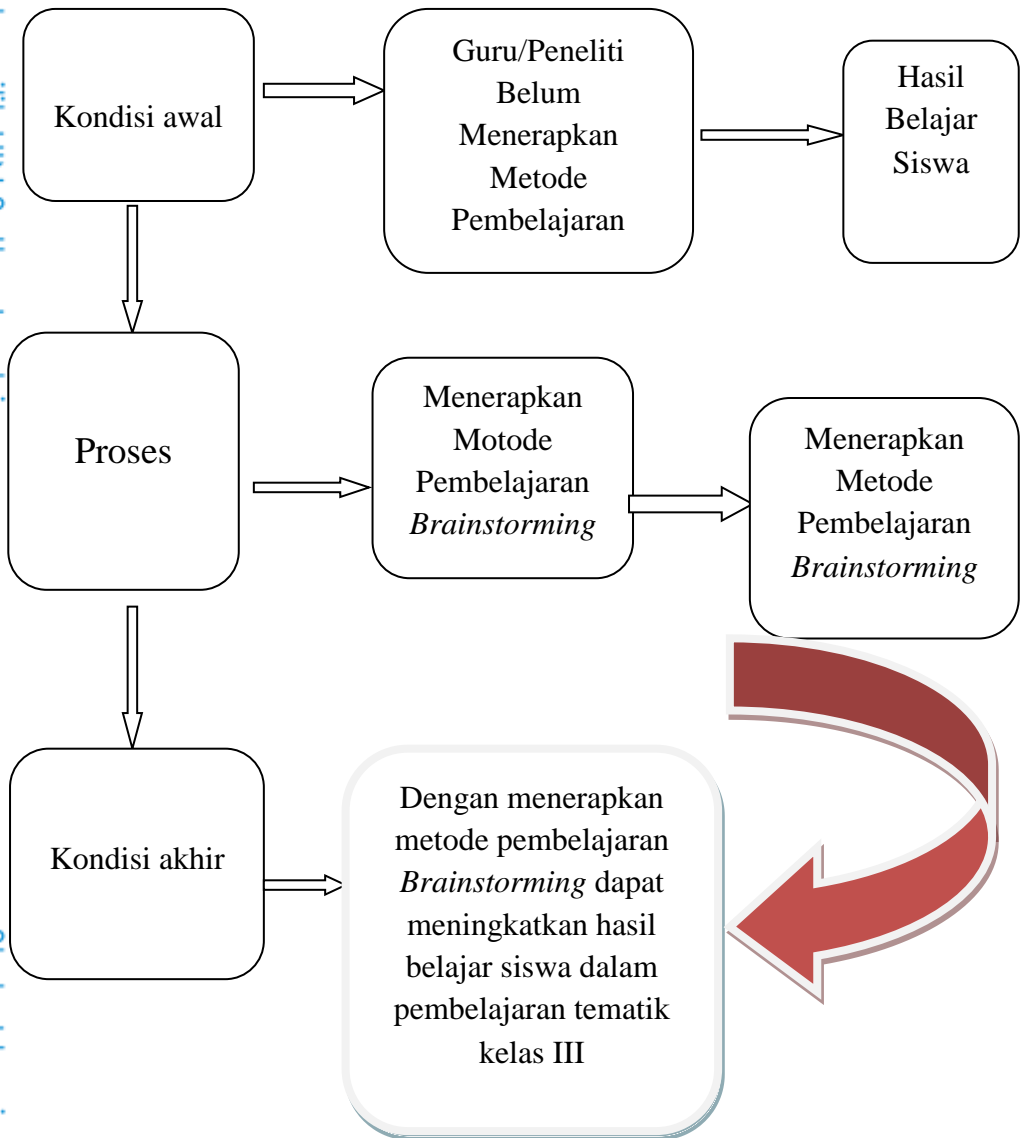 Kondisi awal
Guru/Peneliti
Belum
Menerapkan
Metode
Pembelajaran
Hasil
Belajar
Siswa
Proses
Menerapkan
Motode
Pembelajaran
Brainstorming
Menerapkan
Metode
Pembelajaran
Brainstorming
Kondisi akhir
Dengan menerapkan
metode pembelajaran
Brainstorming dapat
meningkatkan hasil
belajar siswa dalam
pembelajaran tematik
kelas III